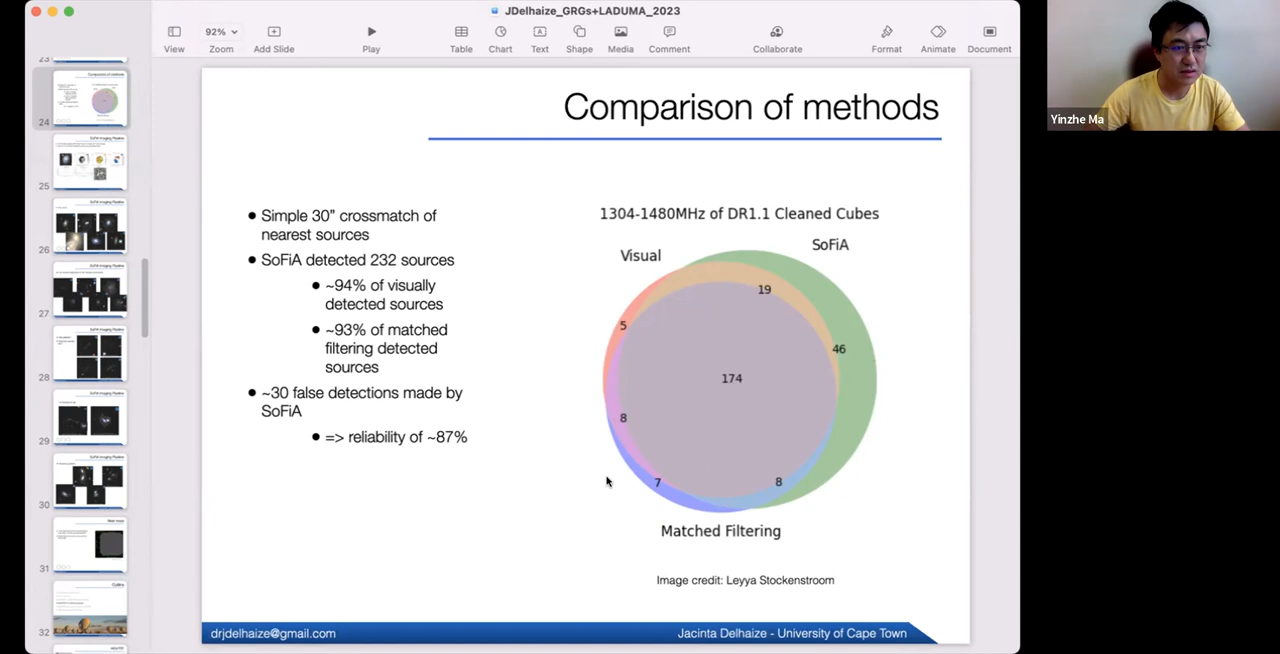 JDelhaize_GRGs+LADUMA_2023
92%
View
Zoom
Add Slide
Play
Table
Chart
Text
Shape
Media
Comment
Collaborate
Format
Animate
Document
Yinzhe Ma
23
24
25
26
27
28
29
30
31
32
Comparison of methods
• Simple 30" crossmatch of
nearest sources
• SoFiA detected 232 sources
• ~94% of visually
detected sources
• ~93% of matched
filtering detected
sources
• ~30 false detections made by
SoFiA
• => reliability of ~87%
1304-1480MHz of DR1.1 Cleaned Cubes
Visual
SoFiA
19
5
46
174
8
7
8
Matched Filtering
Image credit: Leyya Stockenstroom
drjdelhaize@gmail.com
Jacinta Delhaize - University of Cape Town